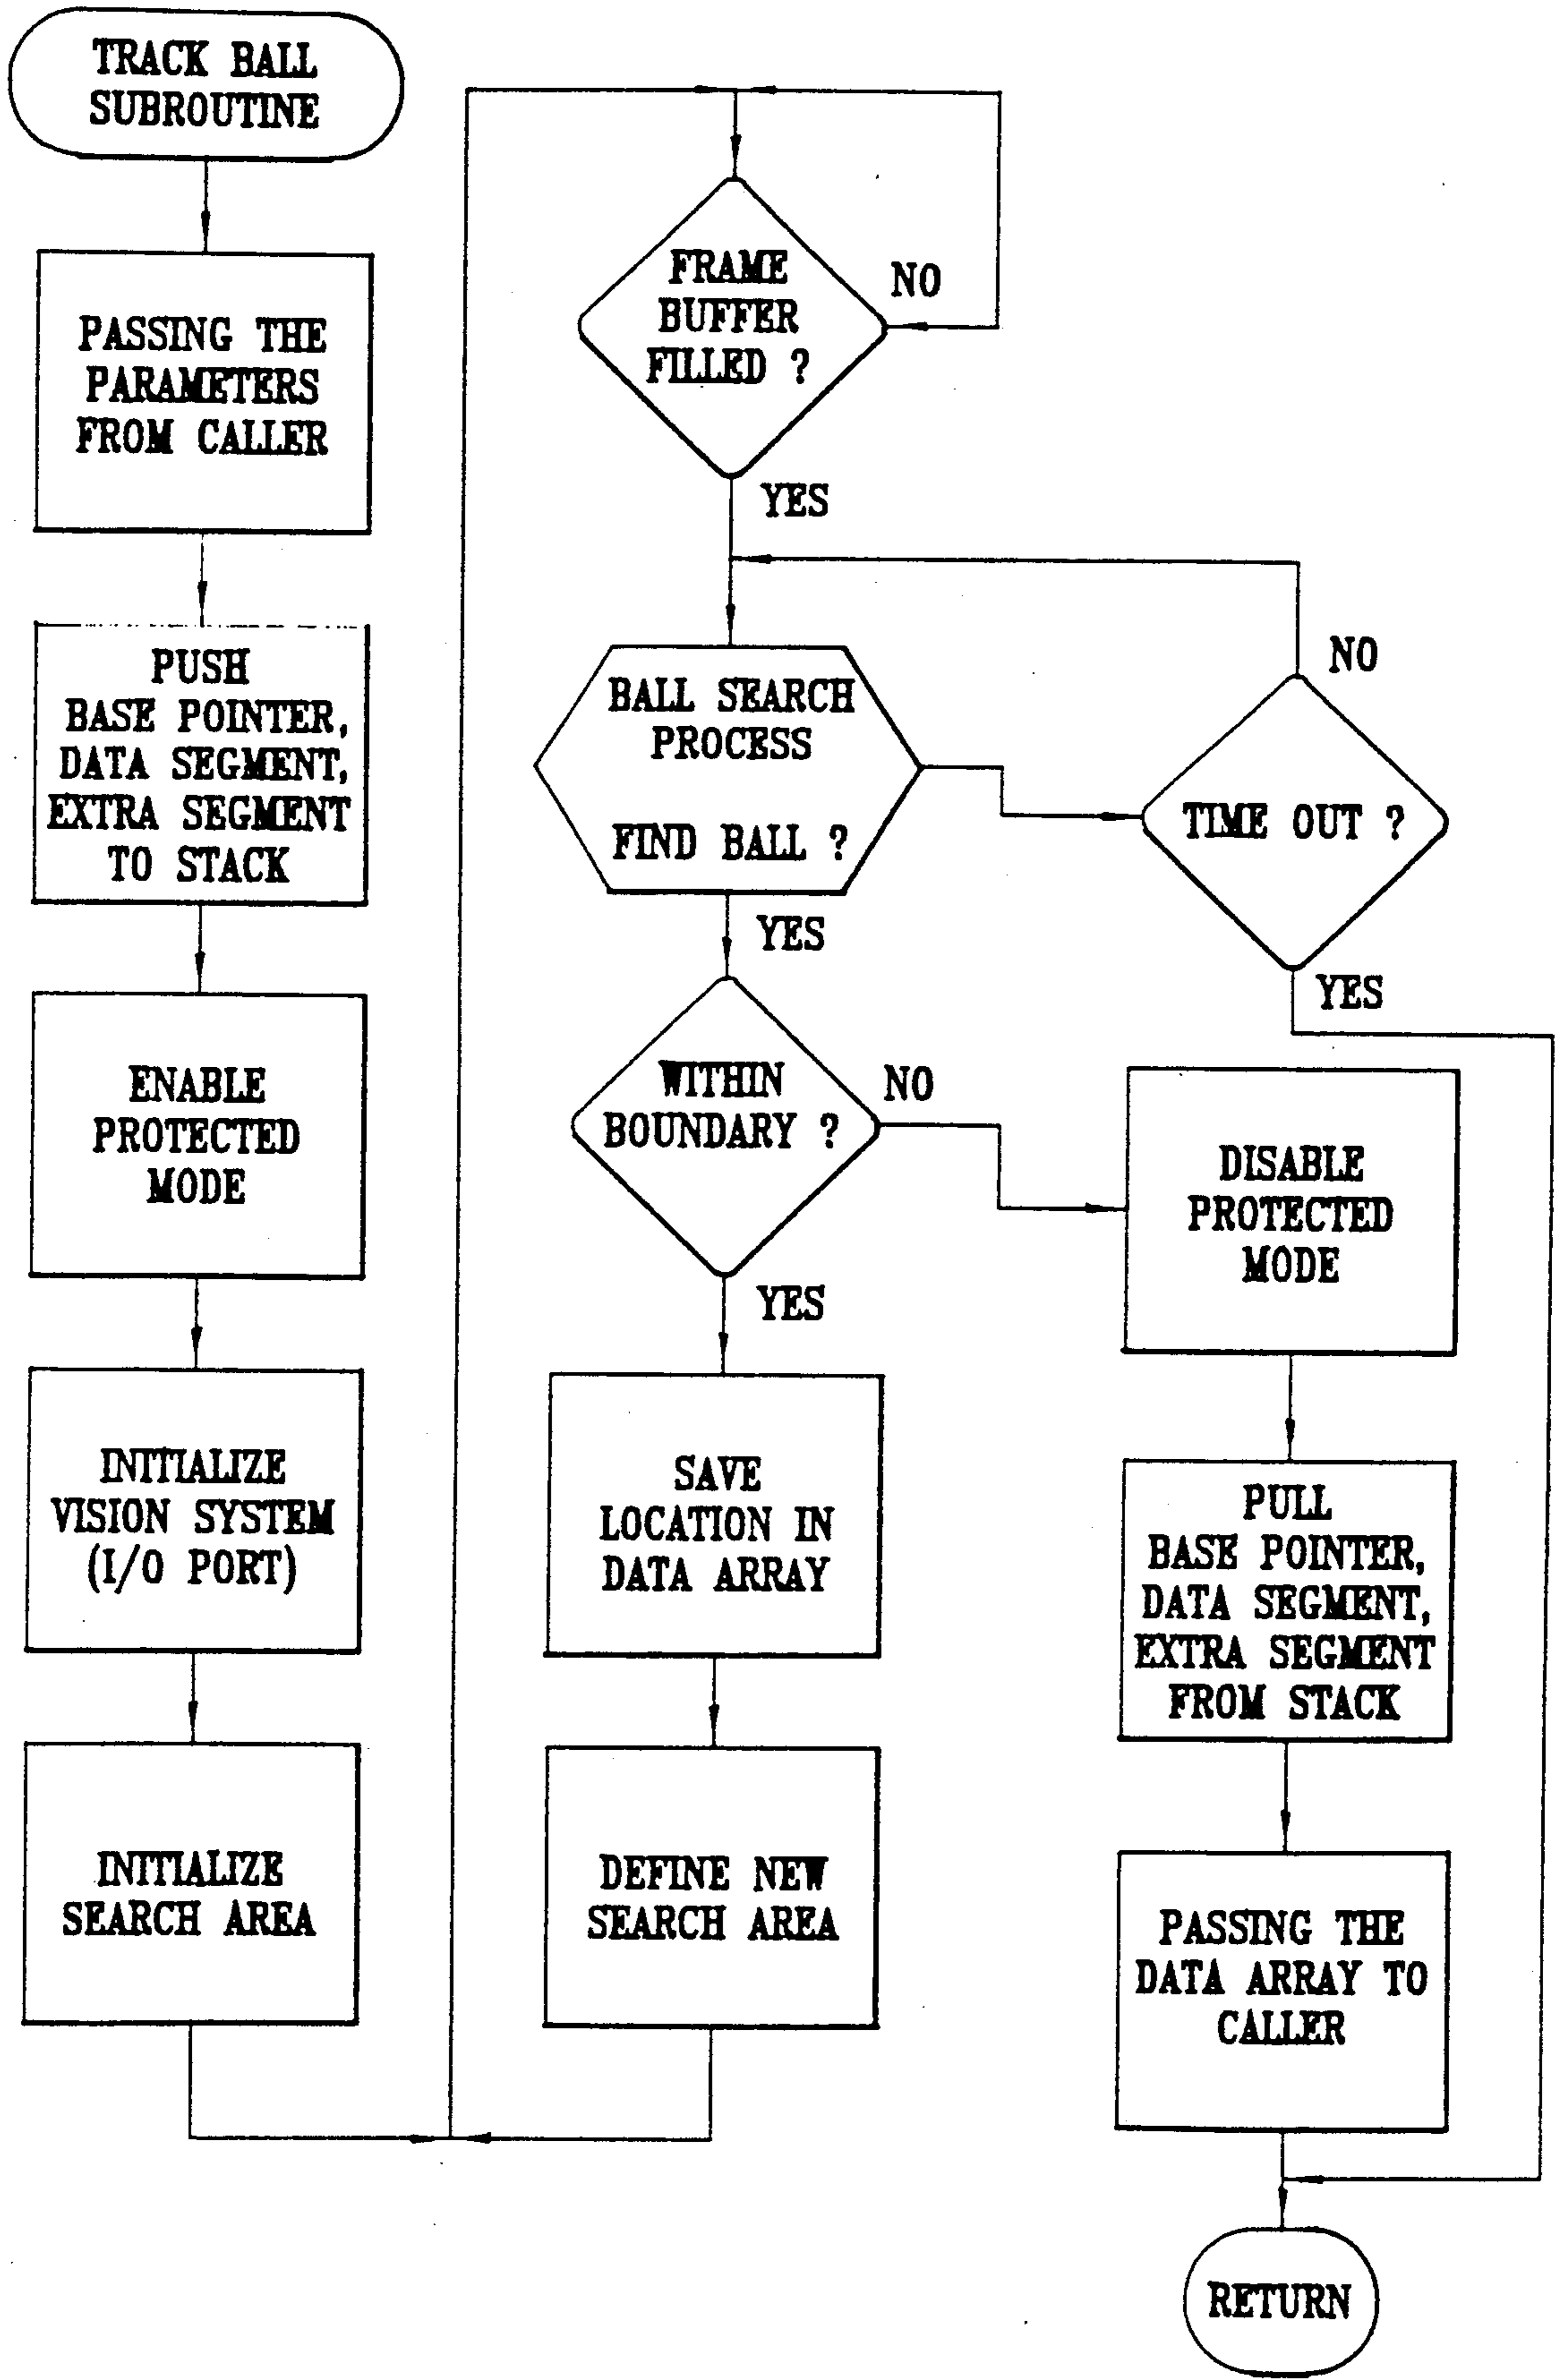 TRACK BALL
SUBROUTINE
PASSING THE
PARAMETERS
FROM CALLER
PUSH
BASE POINTER,
DATA SEGMENT,
EXTRA SEGMENT
TO STACK
ENABLE
PROTECTED
MODE
INITIALIZE
VISION SYSTEM
(I/O PORT)
INITIALIZE
SEARCH AREA
FRAME
BUFFER
FILLED ?
NO
YES
BALL SEARCH
PROCESS
FIND BALL ?
YES
TIME OUT ?
NO
YES
WITHIN
BOUNDARY ?
NO
YES
SAVE
LOCATION IN
DATA ARRAY
DEFINE NEW
SEARCH AREA
DISABLE
PROTECTED
MODE
PULL
BASE POINTER,
DATA SEGMENT,
EXTRA SEGMENT
FROM STACK
PASSING THE
DATA ARRAY TO
CALLER
RETURN